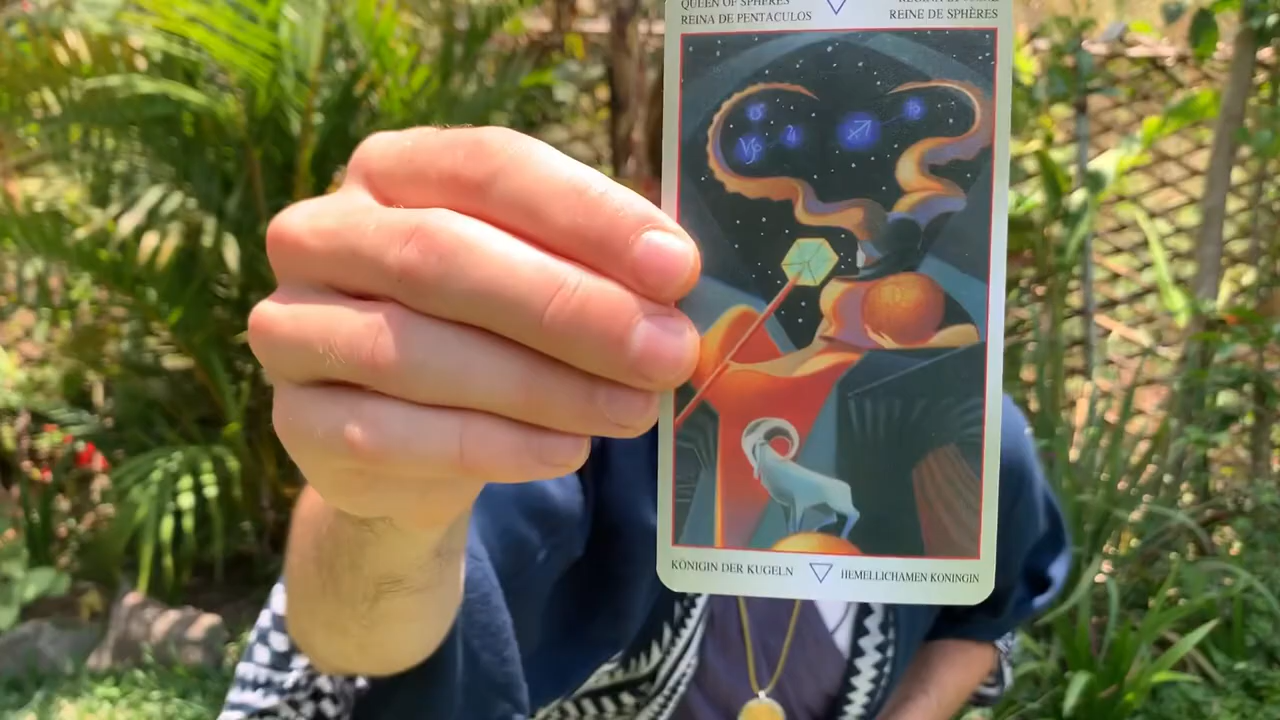 QUEEN OF SPHERES
REINA DE PENTACULOS
REINE DE SPHÈRES
KÖNIGIN DER KUGELN
HEMELLICHAMEN KONINGIN